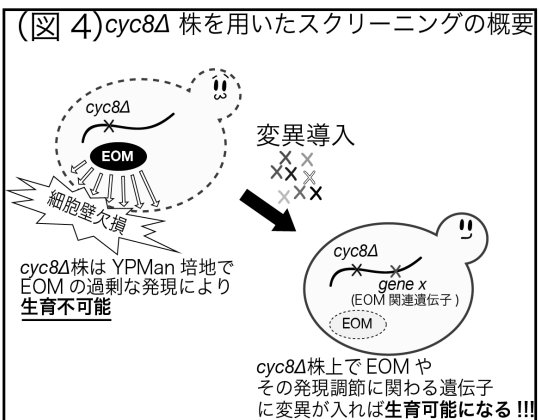 (図 4)cyc8Δ 株を用いたスクリーニングの概要
cyc8Δ
EOM
細胞壁欠損
cyc8Δ株は YPMan 培地で
EOM の過剰な発現により
生育不可能
変異導入
cyc8Δ
gene x
(EOM 関連遺伝子 )
EOM
cyc8Δ株上で EOM や
その発現調節に関わる遺伝子
に変異が入れば生育可能になる !!!